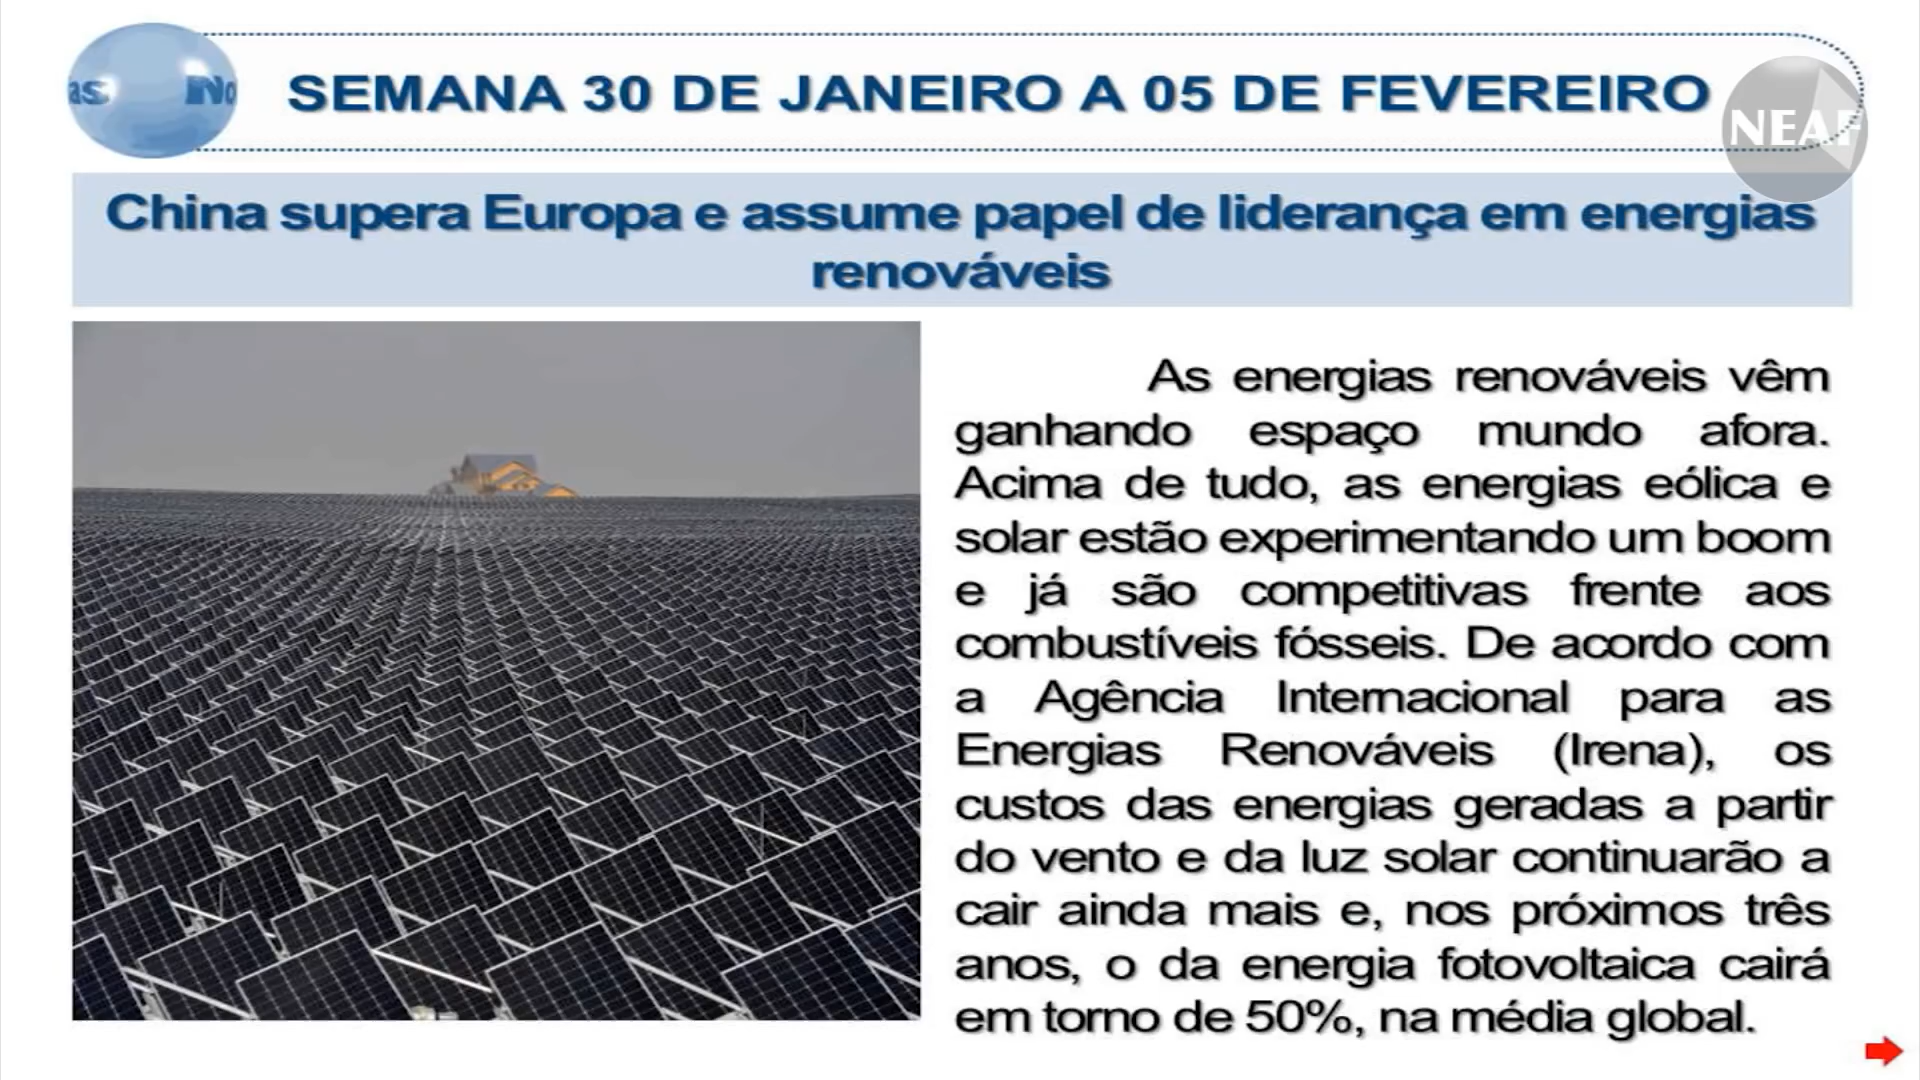 as No
SEMANA 30 DE JANEIRO A 05 DE FEVEREIRO
NEAF
China supera Europa e assume papel de liderança em energias
renováveis
As energias renováveis vêm
ganhando espaço mundo afora.
Acima de tudo, as energias eólica e
solar estão experimentando um boom
e já são competitivas frente aos
combustíveis fósseis. De acordo com
a Agência Internacional para as
Energias Renováveis (Irena), os
custos das energias geradas a partir
do vento e da luz solar continuarão a
cair ainda mais e, nos próximos três
anos, o da energia fotovoltaica cairá
em torno de 50%, na média global.